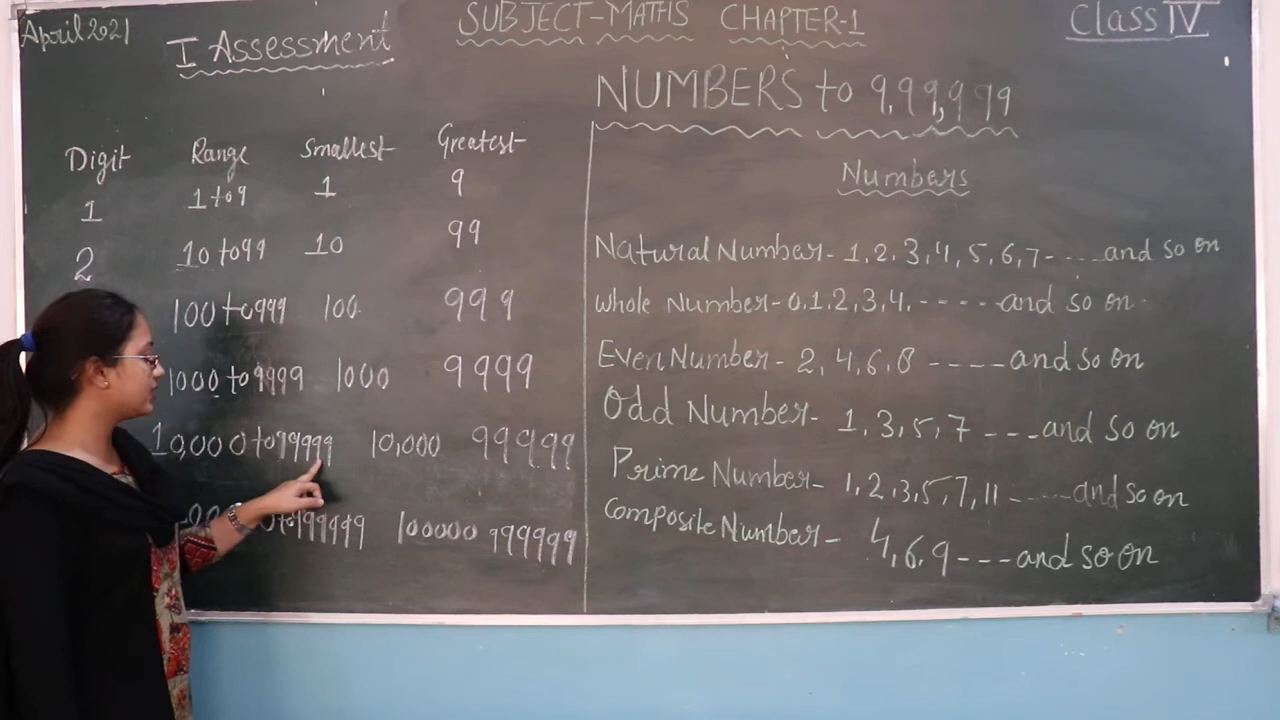 April 2021
I Assessment
SUBJECT-MATHS CHAPTER-1
Class IV
NUMBERS to 9,99,999
Digit Range Smallest Greatest
1 1 to 9 1 9
2 10 to 99 10 99
100 to 999 100 999
1000 to 9999 1000 9999
10,000 to 99999 10,000 99999
to 999999 100000 999999
Numbers
Natural Number - 1, 2, 3, 4, 5, 6, 7 - .... and so on
Whole Number - 0, 1, 2, 3, 4, - - - - - and so on.
Even Number - 2, 4, 6, 8 ---- and so on
Odd Number - 1, 3, 5, 7 --- and so on
Prime Number - 1, 2, 3, 5, 7, 11 ----- and so on
Composite Number - 4, 6, 9 --- and so on